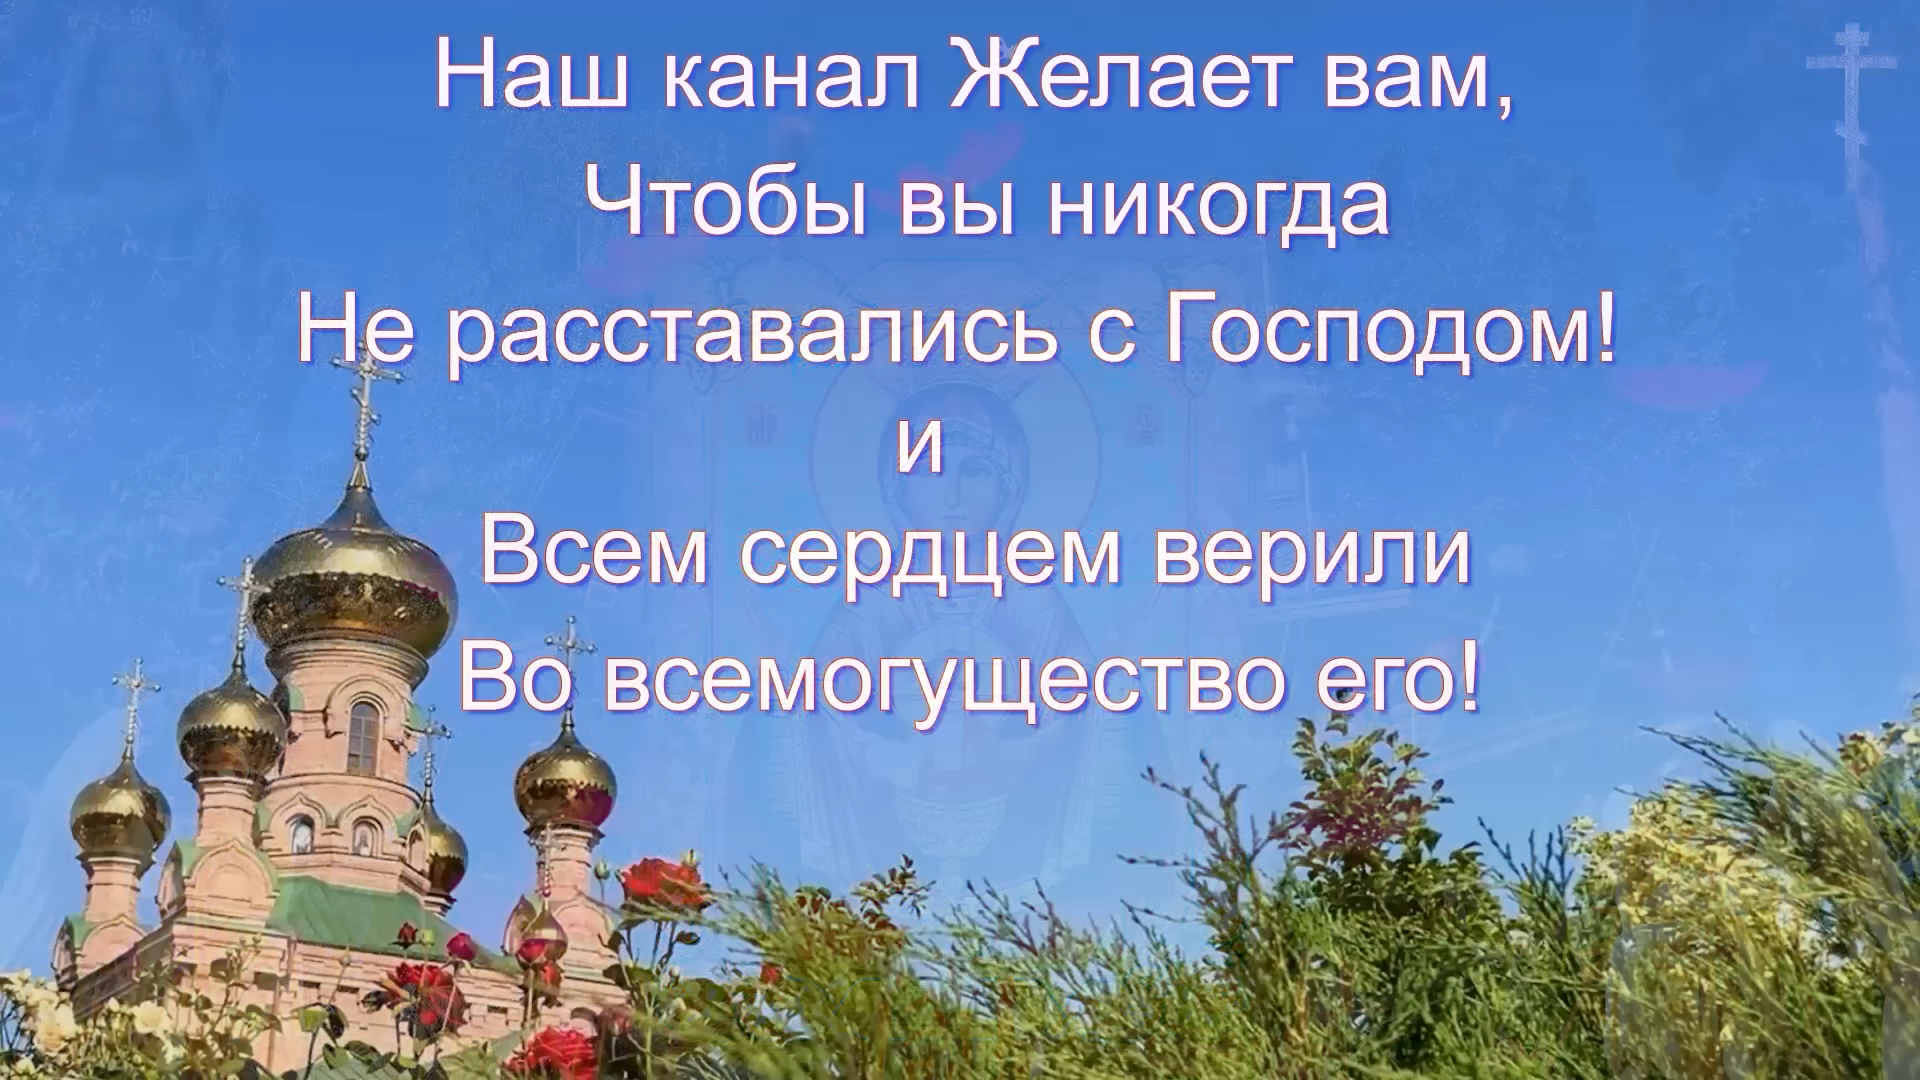 Наш канал Желает вам,
Чтобы вы никогда
Не расставались с Господом!
и
Всем сердцем верили
Во всемогущество его!